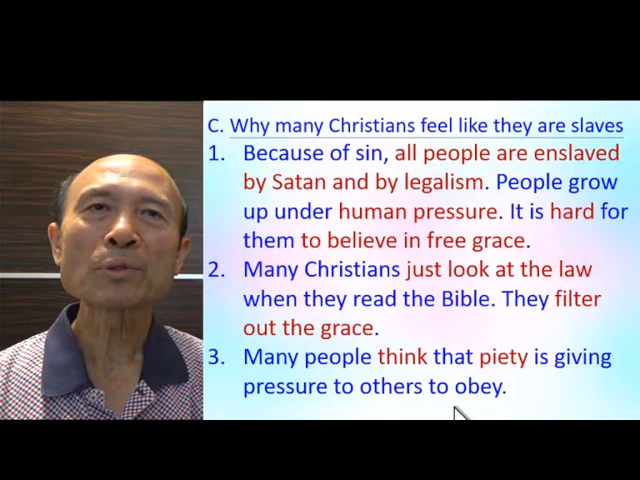 C. Why many Christians feel like they are slaves
1. Because of sin, all people are enslaved
by Satan and by legalism. People grow
up under human pressure. It is hard for
them to believe in free grace.
2. Many Christians just look at the law
when they read the Bible. They filter
out the grace.
3. Many people think that piety is giving
pressure to others to obey.